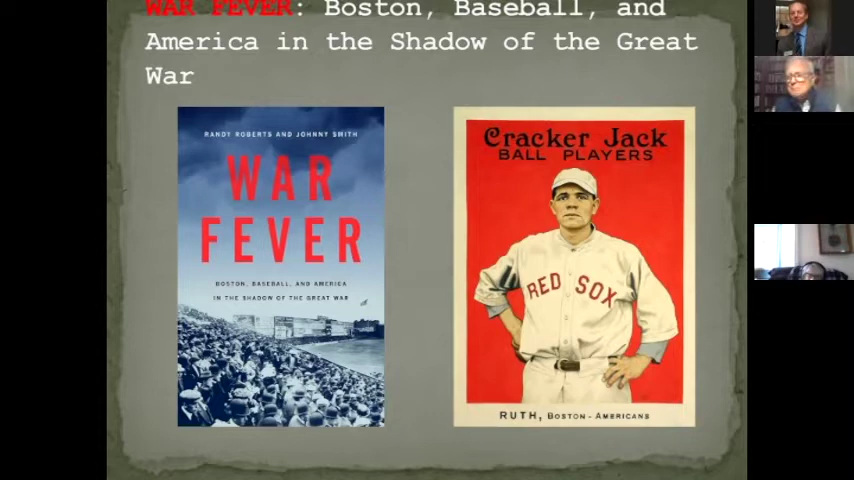 WAR FEVER: Boston, Baseball, and
America in the Shadow of the Great
War
RANDY ROBERTS AND JOHNNY SMITH
WAR
FEVER
BOSTON, BASEBALL, AND AMERICA
IN THE SHADOW OF THE GREAT WAR
Cracker Jack
BALL PLAYERS
RED SOX
RUTH, BOSTON - AMERICANS